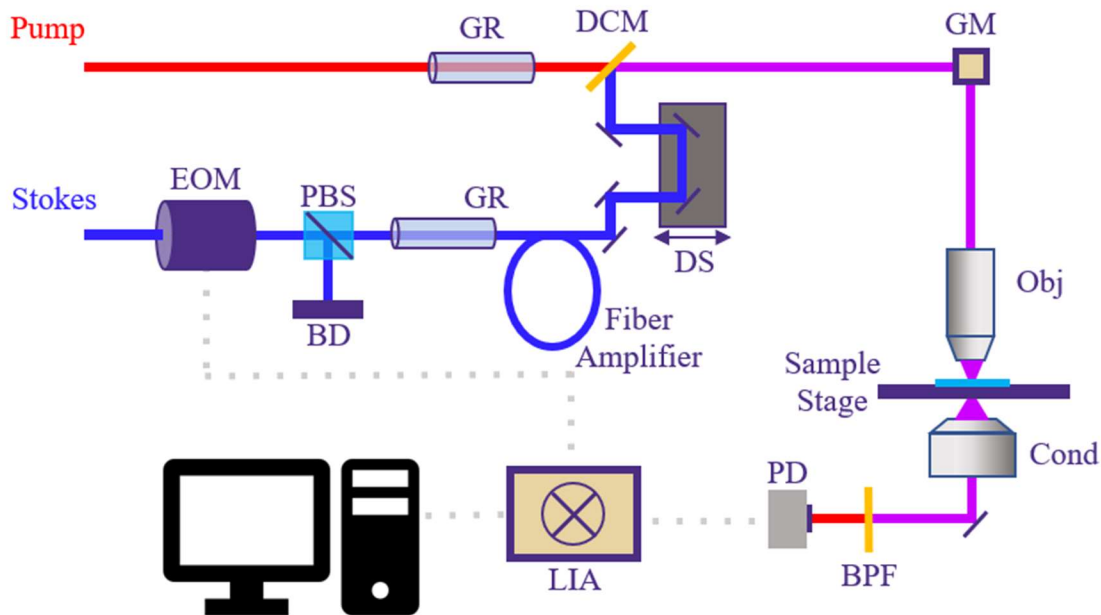 Pump
GR
DCM
GM
Stokes
EOM
PBS
GR
DS
BD
Fiber
Amplifier
Obj
Sample
Stage
Cond
PD
LIA
BPF